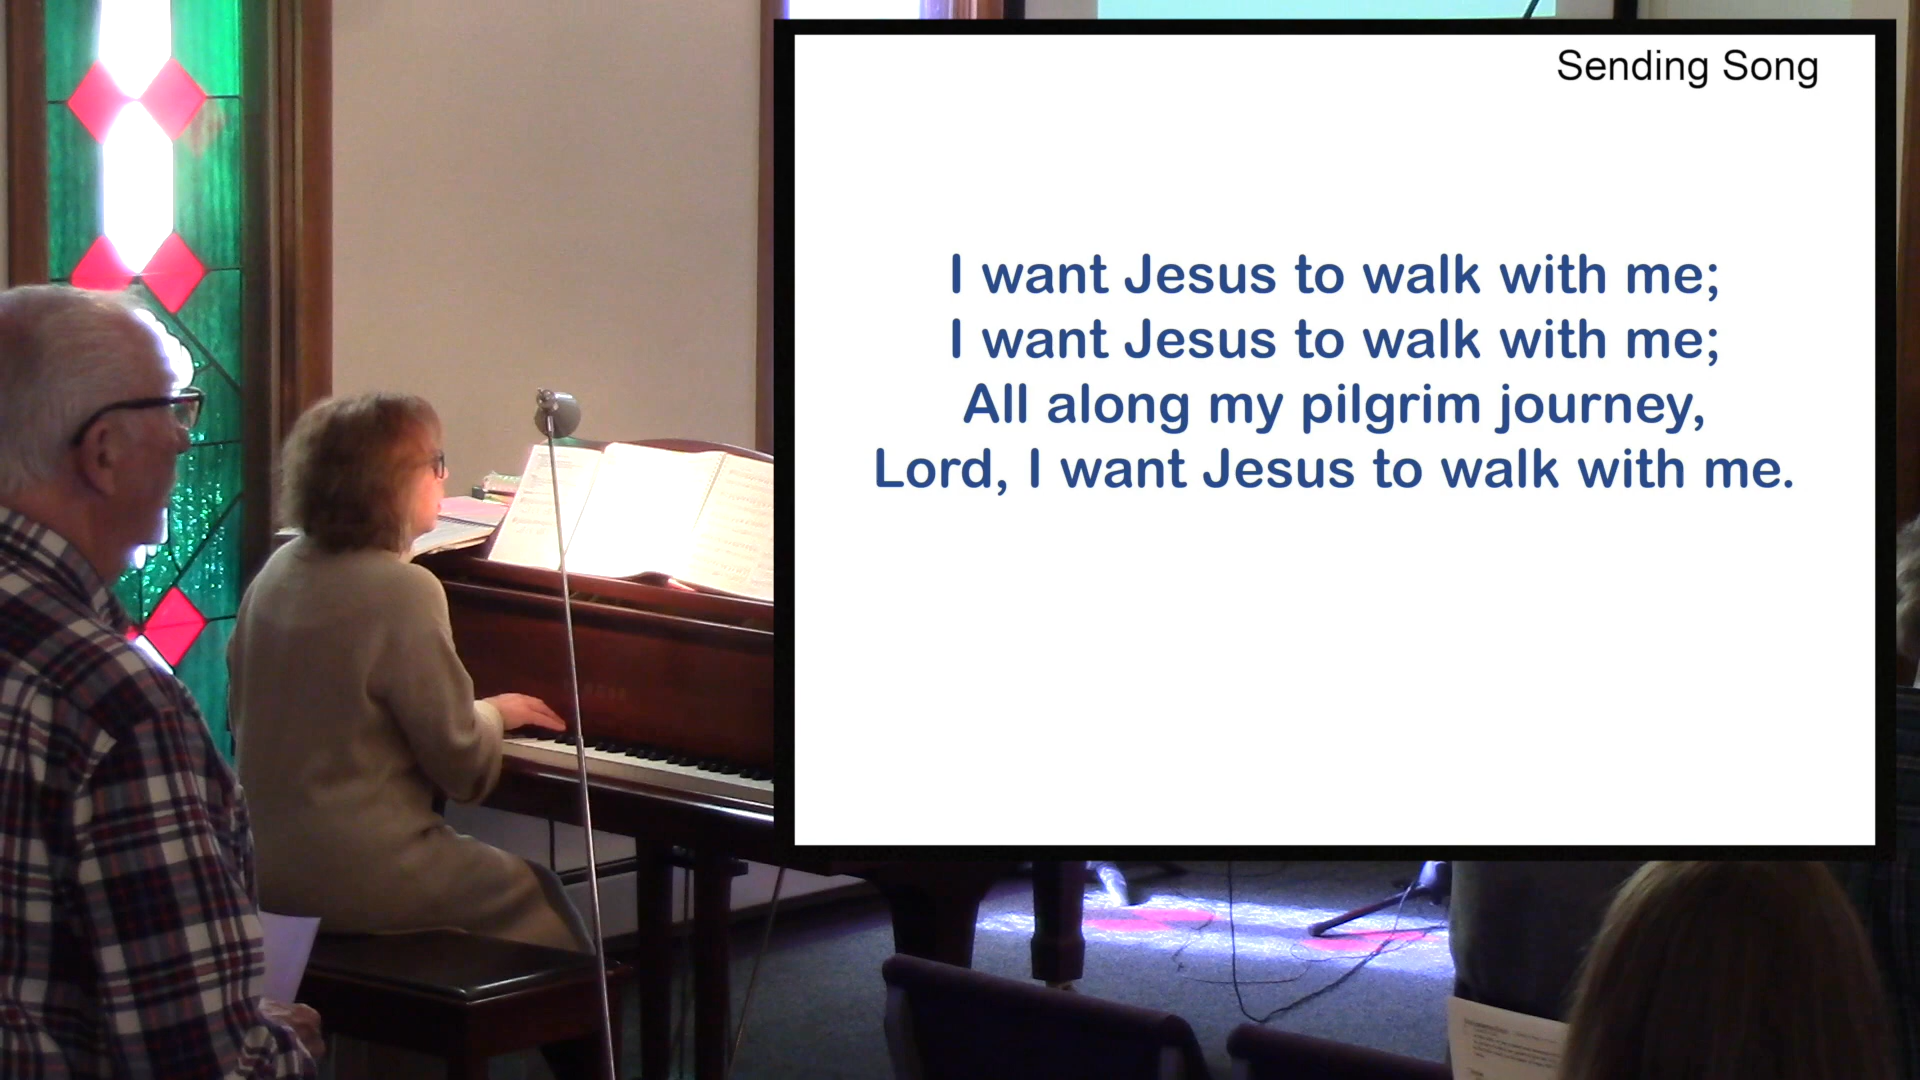 Sending Song
I want Jesus to walk with me;
I want Jesus to walk with me;
All along my pilgrim journey,
Lord, I want Jesus to walk with me.